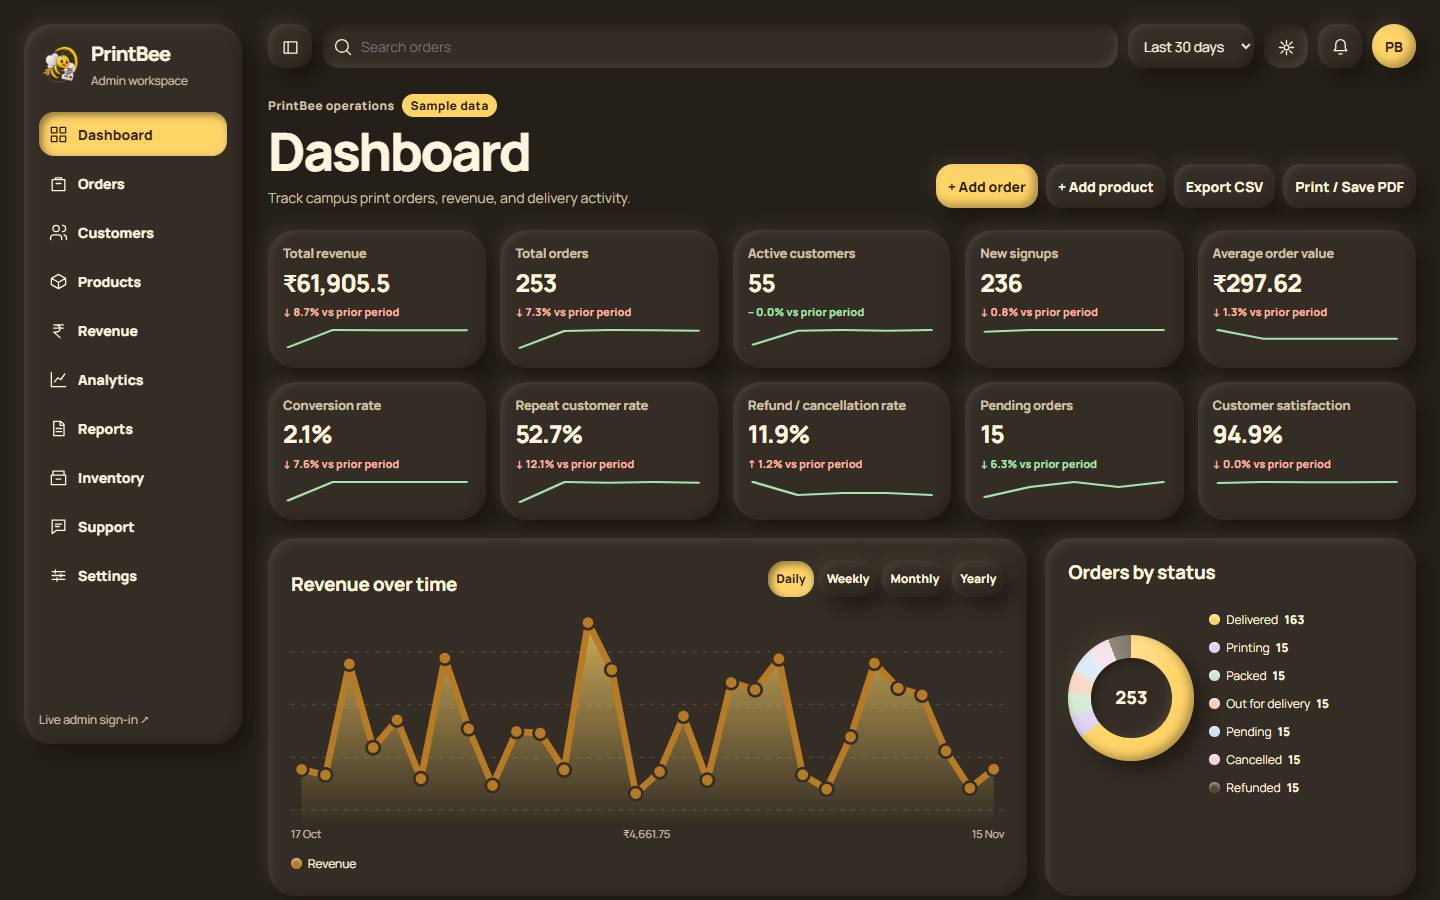 PrintBee
Admin workspace
Dashboard
Orders
Customers
Products
Revenue
Analytics
Reports
Inventory
Support
Settings
Live admin sign-in ↗
Search orders
Last 30 days
PB
PrintBee operations
Sample data
Dashboard
Track campus print orders, revenue, and delivery activity.
+ Add order
+ Add product
Export CSV
Print / Save PDF
Total revenue
₹61,905.5
↓ 8.7% vs prior period
Total orders
253
↓ 7.3% vs prior period
Active customers
55
– 0.0% vs prior period
New signups
236
↓ 0.8% vs prior period
Average order value
₹297.62
↓ 1.3% vs prior period
Conversion rate
2.1%
↓ 7.6% vs prior period
Repeat customer rate
52.7%
↓ 12.1% vs prior period
Refund / cancellation rate
11.9%
↑ 1.2% vs prior period
Pending orders
15
↓ 6.3% vs prior period
Customer satisfaction
94.9%
↓ 0.0% vs prior period
Revenue over time
Daily
Weekly
Monthly
Yearly
17 Oct
₹4,661.75
15 Nov
Revenue
Orders by status
253
Delivered 163
Printing 15
Packed 15
Out for delivery 15
Pending 15
Cancelled 15
Refunded 15